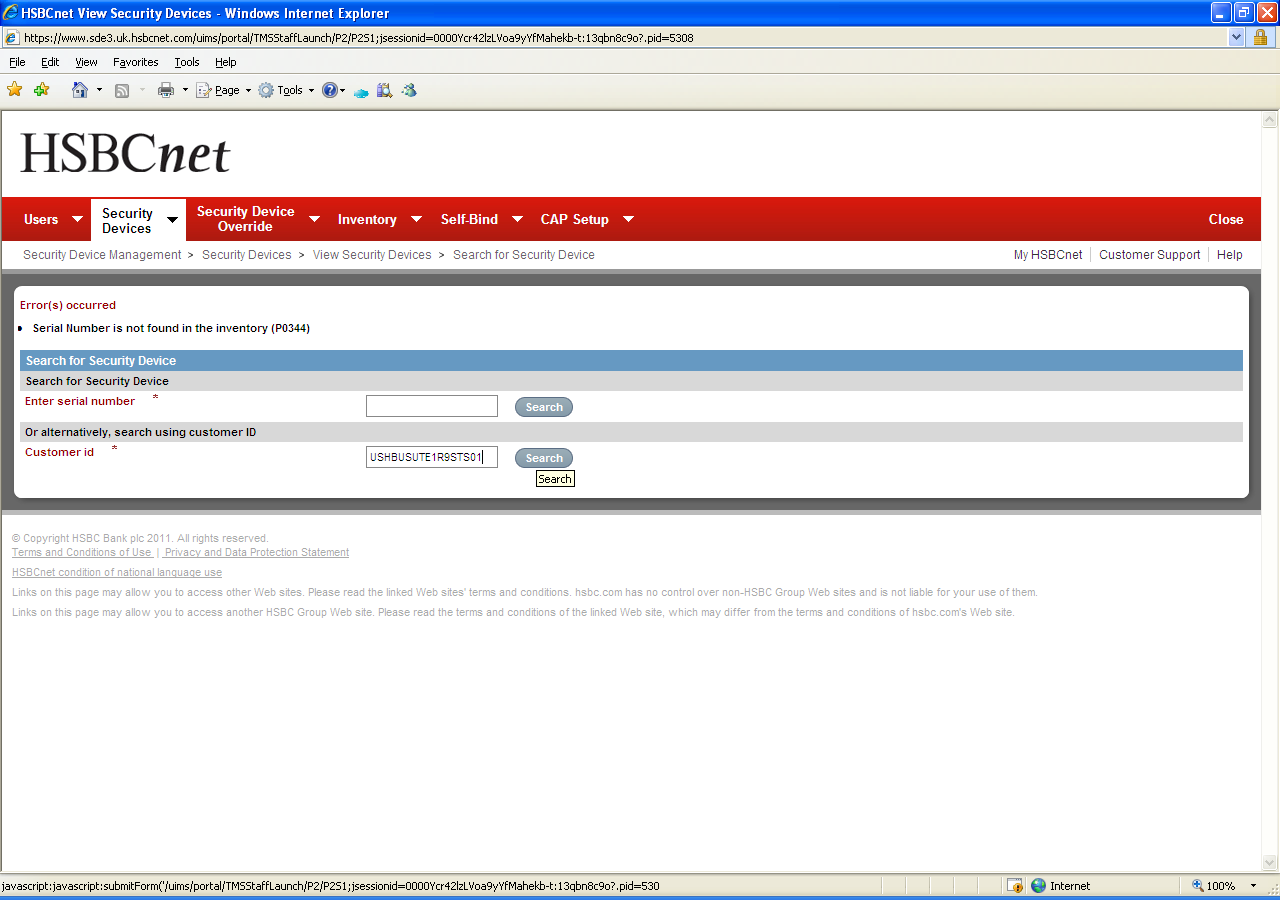 HSBCnet View Security Devices - Windows Internet Explorer
https://www.sde3.uk.hsbcnet.com/uims/portal/TMSStaffLaunch/P2/P2S1;jsessionid=0000Ycr42lzLVoa9yYfMahekb-t:13qbn8c9o?.pid=5308
File Edit View Favorites Tools Help
Page Tools
HSBCnet
Users Security Devices Security Device Override Inventory Self-Bind CAP Setup Close
Security Device Management > Security Devices > View Security Devices > Search for Security Device My HSBCnet Customer Support Help
Error(s) occurred
• Serial Number is not found in the inventory (P0344)
Search for Security Device
Search for Security Device
Enter serial number * Search
Or alternatively, search using customer ID
Customer id * USHBUSUTE1R9STS01 Search
Search
© Copyright HSBC Bank plc 2011. All rights reserved.
Terms and Conditions of Use | Privacy and Data Protection Statement
HSBCnet condition of national language use
Links on this page may allow you to access other Web sites. Please read the linked Web sites' terms and conditions. hsbc.com has no control over non-HSBC Group Web sites and is not liable for your use of them.
Links on this page may allow you to access another HSBC Group Web site. Please read the terms and conditions of the linked Web site, which may differ from the terms and conditions of hsbc.com's Web site.
javascript:javascript:submitForm('/uims/portal/TMSStaffLaunch/P2/P2S1;jsessionid=0000Ycr42lzLVoa9yYfMahekb-t:13qbn8c9o?.pid=530 Internet 100%